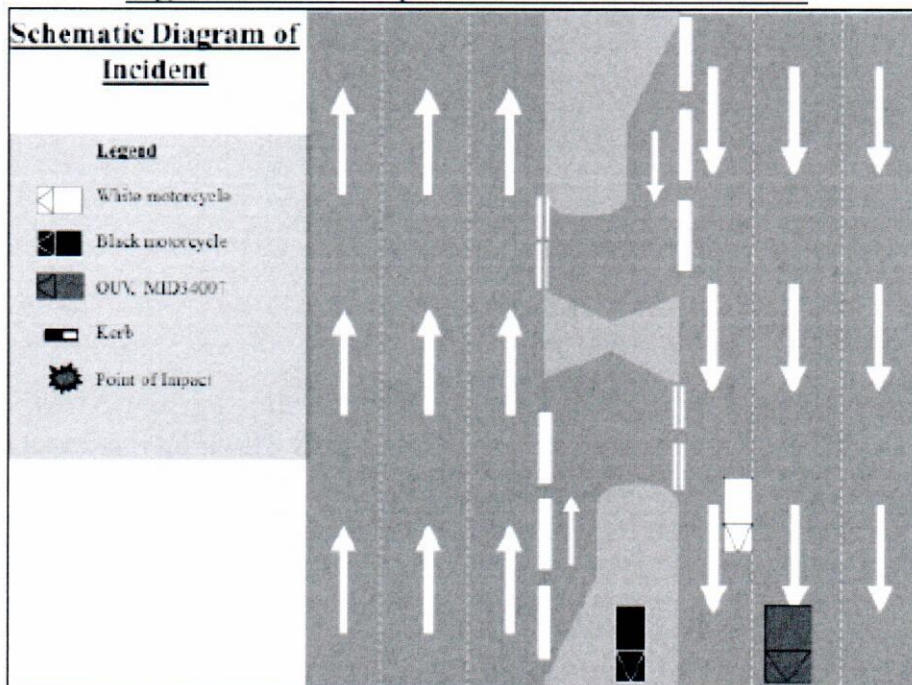 Schematic Diagram of
Incident
Legend
White motorcycle
Black motorcycle
OUV, MID34007
Kerb
Point of Impact